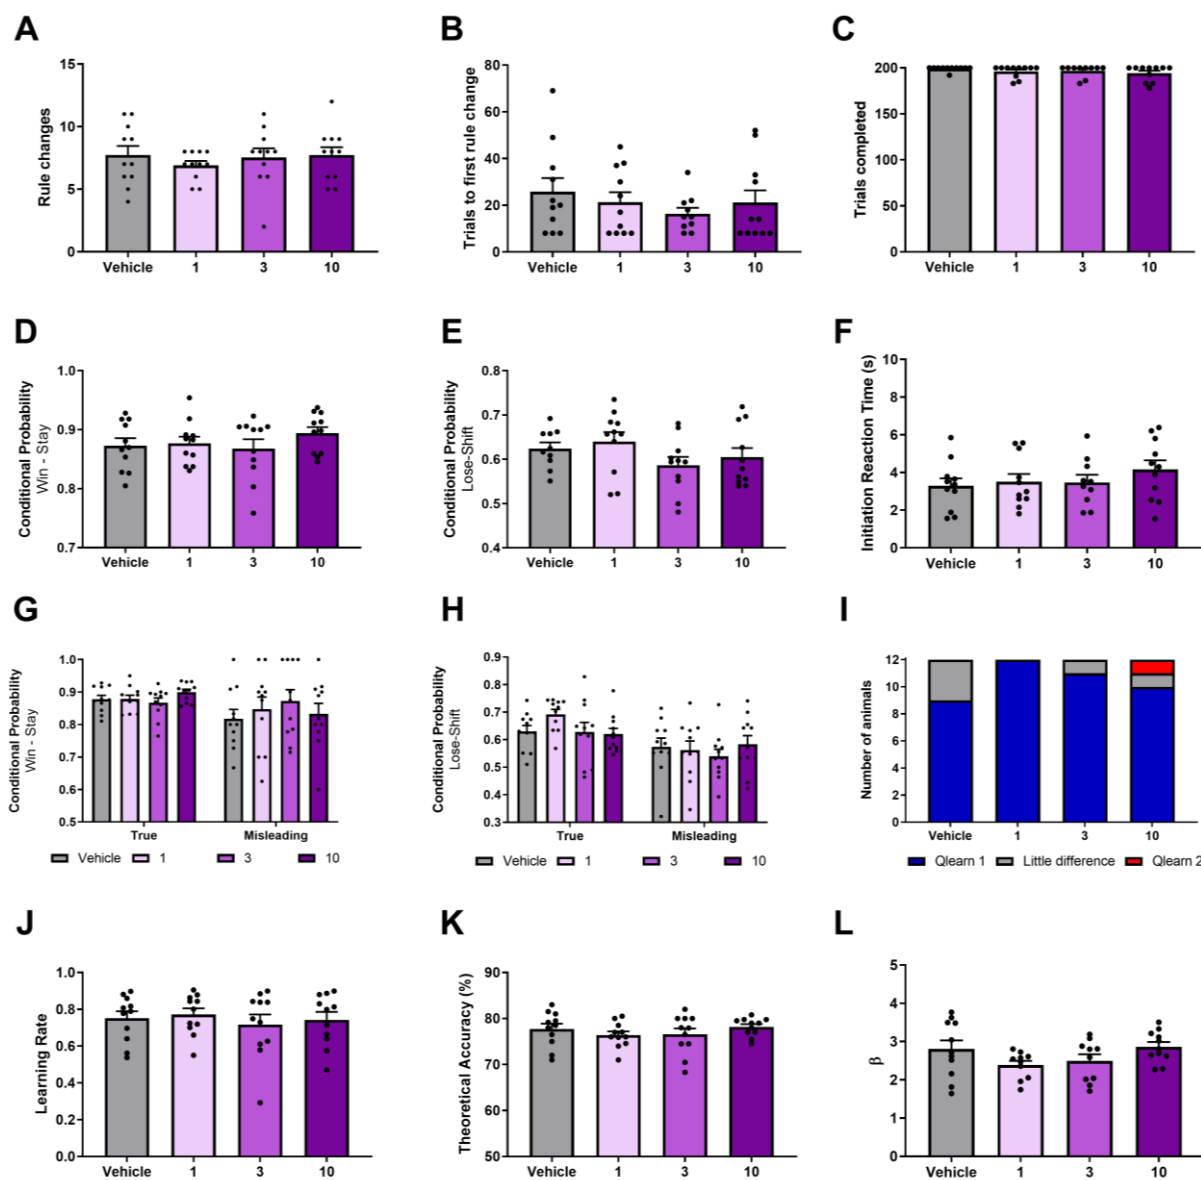 A
Rule changes
15
10
5
0
Vehicle 1 3 10
B
Trials to first rule change
80
60
40
20
0
Vehicle 1 3 10
C
Trials completed
200
150
100
50
0
Vehicle 1 3 10
D
Conditional Probability
Win - Stay
1.0
0.9
0.8
0.7
Vehicle 1 3 10
E
Conditional Probability
Lose-Shift
0.8
0.7
0.6
0.5
0.4
Vehicle 1 3 10
F
Initiation Reaction Time (s)
10
8
6
4
2
0
Vehicle 1 3 10
G
Conditional Probability
Win - Stay
1.0
0.9
0.8
0.7
0.6
0.5
True Misleading
Vehicle 1 3 10
H
Conditional Probability
Lose-Shift
0.9
0.8
0.7
0.6
0.5
0.4
0.3
True Misleading
Vehicle 1 3 10
I
Number of animals
12
10
8
6
4
2
0
Vehicle 1 3 10
Qlearn 1 Little difference Qlearn 2
J
Learning Rate
1.0
0.8
0.6
0.4
0.2
0.0
Vehicle 1 3 10
K
Theoretical Accuracy (%)
90
80
70
60
50
Vehicle 1 3 10
L
β
5
4
3
2
1
0
Vehicle 1 3 10